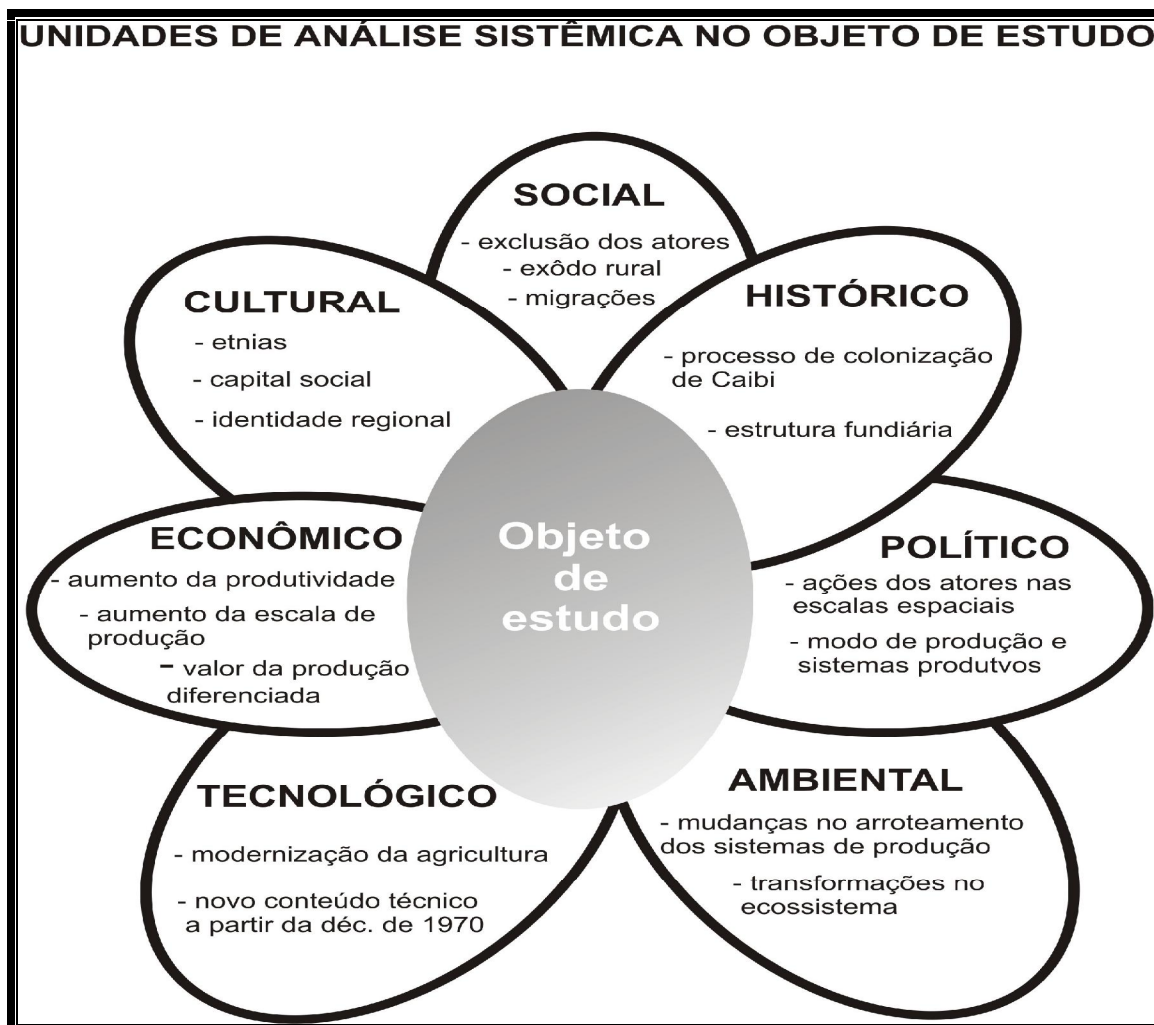 UNIDADES DE ANÁLISE SISTÊMICA NO OBJETO DE ESTUDO
SOCIAL
- exclusão dos atores
- exôdo rural
- migrações
CULTURAL
- etnias
- capital social
- identidade regional
HISTÓRICO
- processo de colonização
de Caibi
- estrutura fundiária
ECONÔMICO
- aumento da produtividade
- aumento da escala de
produção
- valor da produção
diferenciada
Objeto
de
estudo
POLÍTICO
- ações dos atores nas
escalas espaciais
- modo de produção e
sistemas produtvos
TECNOLÓGICO
- modernização da agricultura
- novo conteúdo técnico
a partir da déc. de 1970
AMBIENTAL
- mudanças no arroteamento
dos sistemas de produção
- transformações no
ecossistema